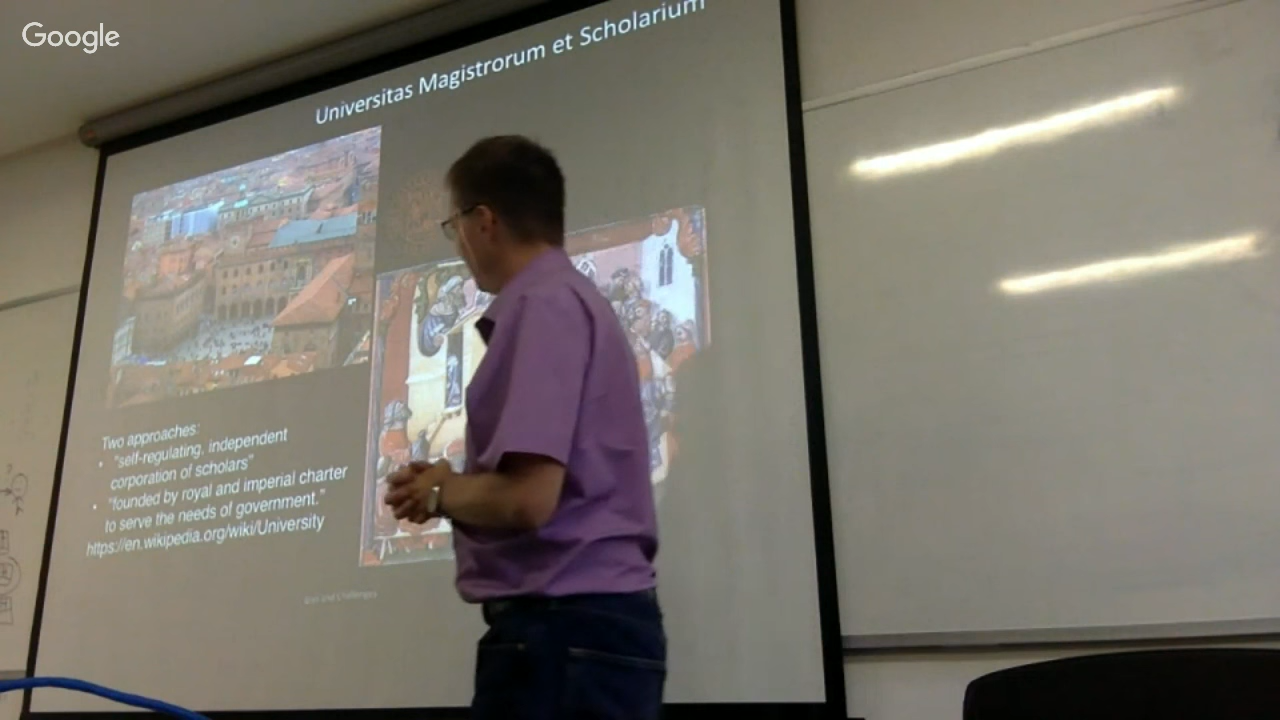 Google
Universitas Magistrorum et Scholarium
Two approaches:
• "self-regulating, independent
corporation of scholars"
• "founded by royal and imperial charter
to serve the needs of government."
https://en.wikipedia.org/wiki/University